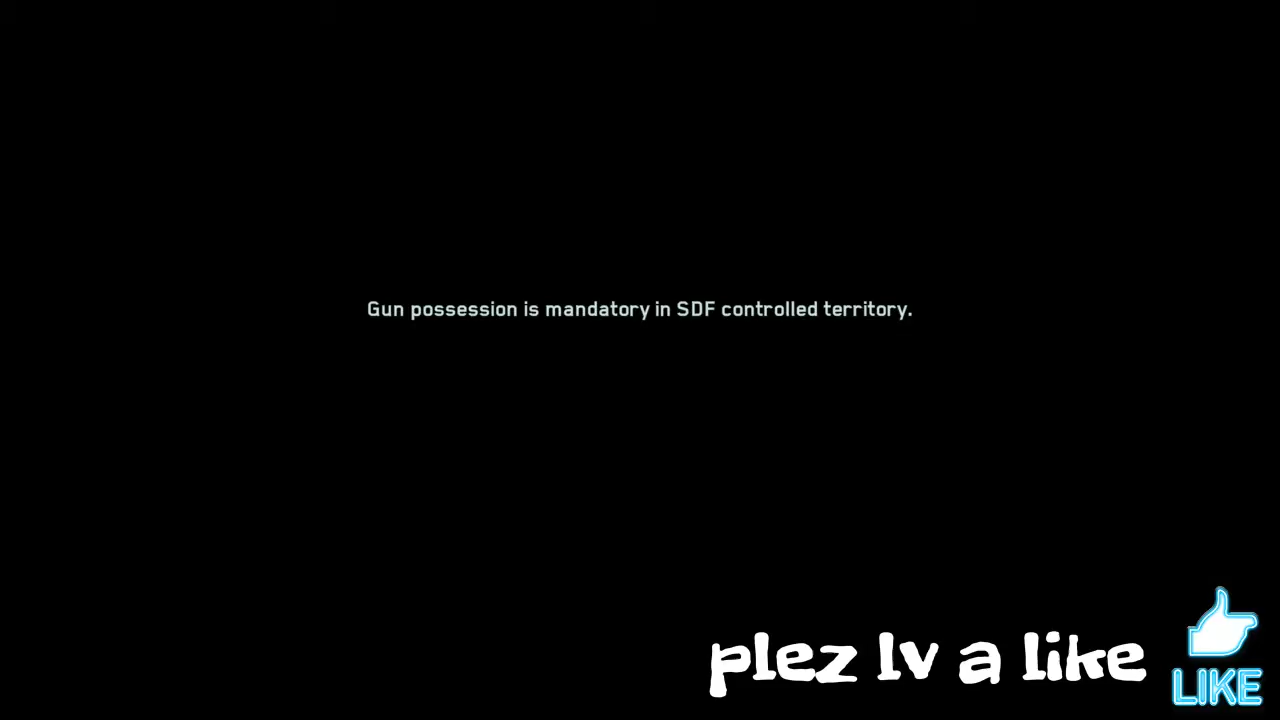 Gun possession is mandatory in SDF controlled territory.
plez lv a like
LIKE